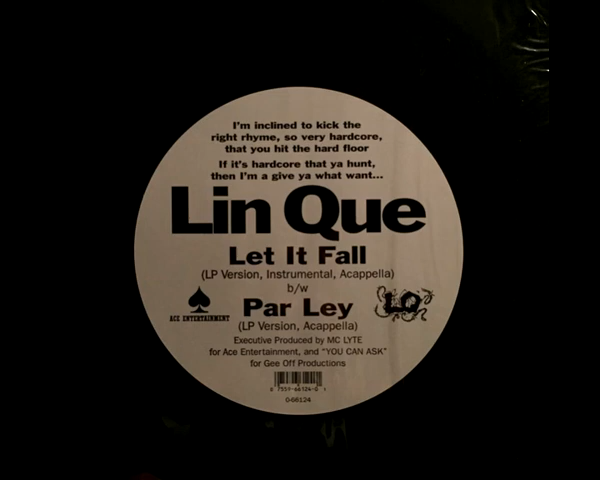 I'm inclined to kick the
right rhyme, so very hardcore,
that you hit the hard floor
If it's hardcore that ya hunt,
then I'm a give ya what want...
Lin Que
Let It Fall
(LP Version, Instrumental, Acappella)
b/w
Par Ley
(LP Version, Acappella)
ACE ENTERTAINMENT
LQ
Executive Produced by MC LYTE
for Ace Entertainment, and "YOU CAN ASK"
for Gee Off Productions
0-66124